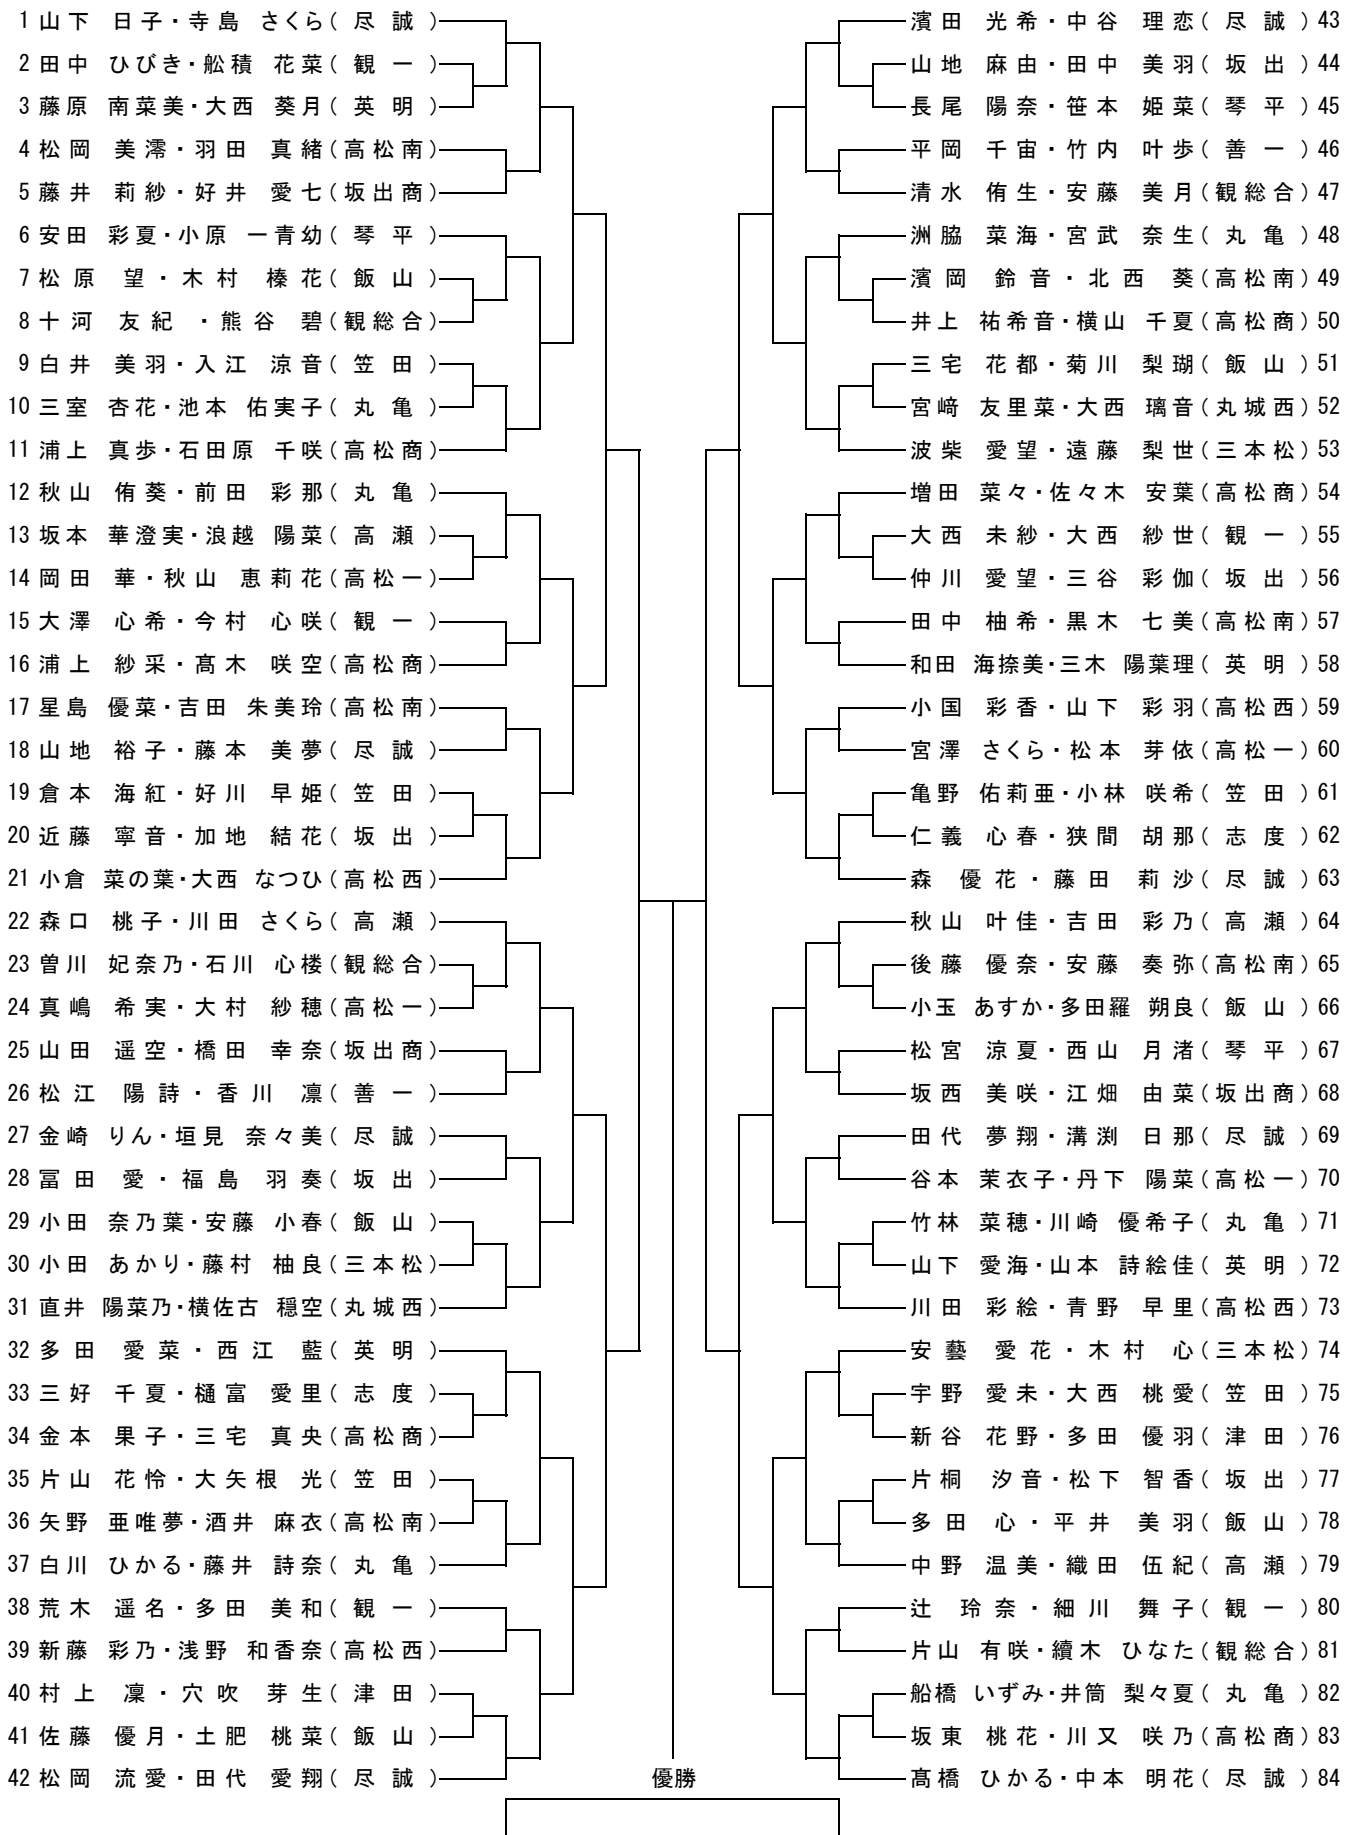 1 山下 日子・寺島 さくら(尽誠)
2 田中 ひびき・舩積 花菜(観一)
3 藤原 南菜美・大西 葵月(英明)
4 松岡 美澪・羽田 真緒(高松南)
5 藤井 莉紗・好井 愛七(坂出商)
6 安田 彩夏・小原 一青幼(琴平)
7 松原 望・木村 榛花(飯山)
8 十河 友紀・熊谷 碧(観総合)
9 白井 美羽・入江 涼音(笠田)
10 三室 杏花・池本 佑実子(丸亀)
11 浦上 真歩・石田原 千咲(高松商)
12 秋山 侑葵・前田 彩那(丸亀)
13 坂本 華澄実・浪越 陽菜(高瀬)
14 岡田 華・秋山 恵莉花(高松一)
15 大澤 心希・今村 心咲(観一)
16 浦上 紗采・髙木 咲空(高松商)
17 星島 優菜・吉田 朱美玲(高松南)
18 山地 裕子・藤本 美夢(尽誠)
19 倉本 海紅・好川 早姫(笠田)
20 近藤 寧音・加地 結花(坂出)
21 小倉 菜の葉・大西 なつひ(高松西)
22 森口 桃子・川田 さくら(高瀬)
23 曽川 妃奈乃・石川 心楼(観総合)
24 真嶋 希実・大村 紗穂(高松一)
25 山田 遥空・橋田 幸奈(坂出商)
26 松江 陽詩・香川 凛(善一)
27 金崎 りん・垣見 奈々美(尽誠)
28 冨田 愛・福島 羽奏(坂出)
29 小田 奈乃葉・安藤 小春(飯山)
30 小田 あかり・藤村 柚良(三本松)
31 直井 陽菜乃・横佐古 穏空(丸城西)
32 多田 愛菜・西江 藍(英明)
33 三好 千夏・樋富 愛里(志度)
34 金本 果子・三宅 真央(高松商)
35 片山 花怜・大矢根 光(笠田)
36 矢野 亜唯夢・酒井 麻衣(高松南)
37 白川 ひかる・藤井 詩奈(丸亀)
38 荒木 遥名・多田 美和(観一)
39 新藤 彩乃・浅野 和香奈(高松西)
40 村上 凜・穴吹 芽生(津田)
41 佐藤 優月・土肥 桃菜(飯山)
42 松岡 流愛・田代 愛翔(尽誠)
濱田 光希・中谷 理恋(尽誠)43
山地 麻由・田中 美羽(坂出)44
長尾 陽奈・笹本 姫菜(琴平)45
平岡 千宙・竹内 叶歩(善一)46
清水 侑生・安藤 美月(観総合)47
洲脇 菜海・宮武 奈生(丸亀)48
濱岡 鈴音・北西 葵(高松南)49
井上 祐希音・横山 千夏(高松商)50
三宅 花都・菊川 梨瑚(飯山)51
宮﨑 友里菜・大西 璃音(丸城西)52
波柴 愛望・遠藤 梨世(三本松)53
増田 菜々・佐々木 安葉(高松商)54
大西 未紗・大西 紗世(観一)55
仲川 愛望・三谷 彩伽(坂出)56
田中 柚希・黒木 七美(高松南)57
和田 海捺美・三木 陽葉理(英明)58
小国 彩香・山下 彩羽(高松西)59
宮澤 さくら・松本 芽依(高松一)60
亀野 佑莉亜・小林 咲希(笠田)61
仁義 心春・狭間 胡那(志度)62
森 優花・藤田 莉沙(尽誠)63
秋山 叶佳・吉田 彩乃(高瀬)64
後藤 優奈・安藤 奏弥(高松南)65
小玉 あすか・多田羅 朔良(飯山)66
松宮 涼夏・西山 月渚(琴平)67
坂西 美咲・江畑 由菜(坂出商)68
田代 夢翔・溝渕 日那(尽誠)69
谷本 茉衣子・丹下 陽菜(高松一)70
竹林 菜穂・川崎 優希子(丸亀)71
山下 愛海・山本 詩絵佳(英明)72
川田 彩絵・青野 早里(高松西)73
安藝 愛花・木村 心(三本松)74
宇野 愛未・大西 桃愛(笠田)75
新谷 花野・多田 優羽(津田)76
片桐 汐音・松下 智香(坂出)77
多田 心・平井 美羽(飯山)78
中野 温美・織田 伍紀(高瀬)79
辻 玲奈・細川 舞子(観一)80
片山 有咲・續木 ひなた(観総合)81
船橋 いずみ・井筒 梨々夏(丸亀)82
坂東 桃花・川又 咲乃(高松商)83
髙橋 ひかる・中本 明花(尽誠)84
優勝